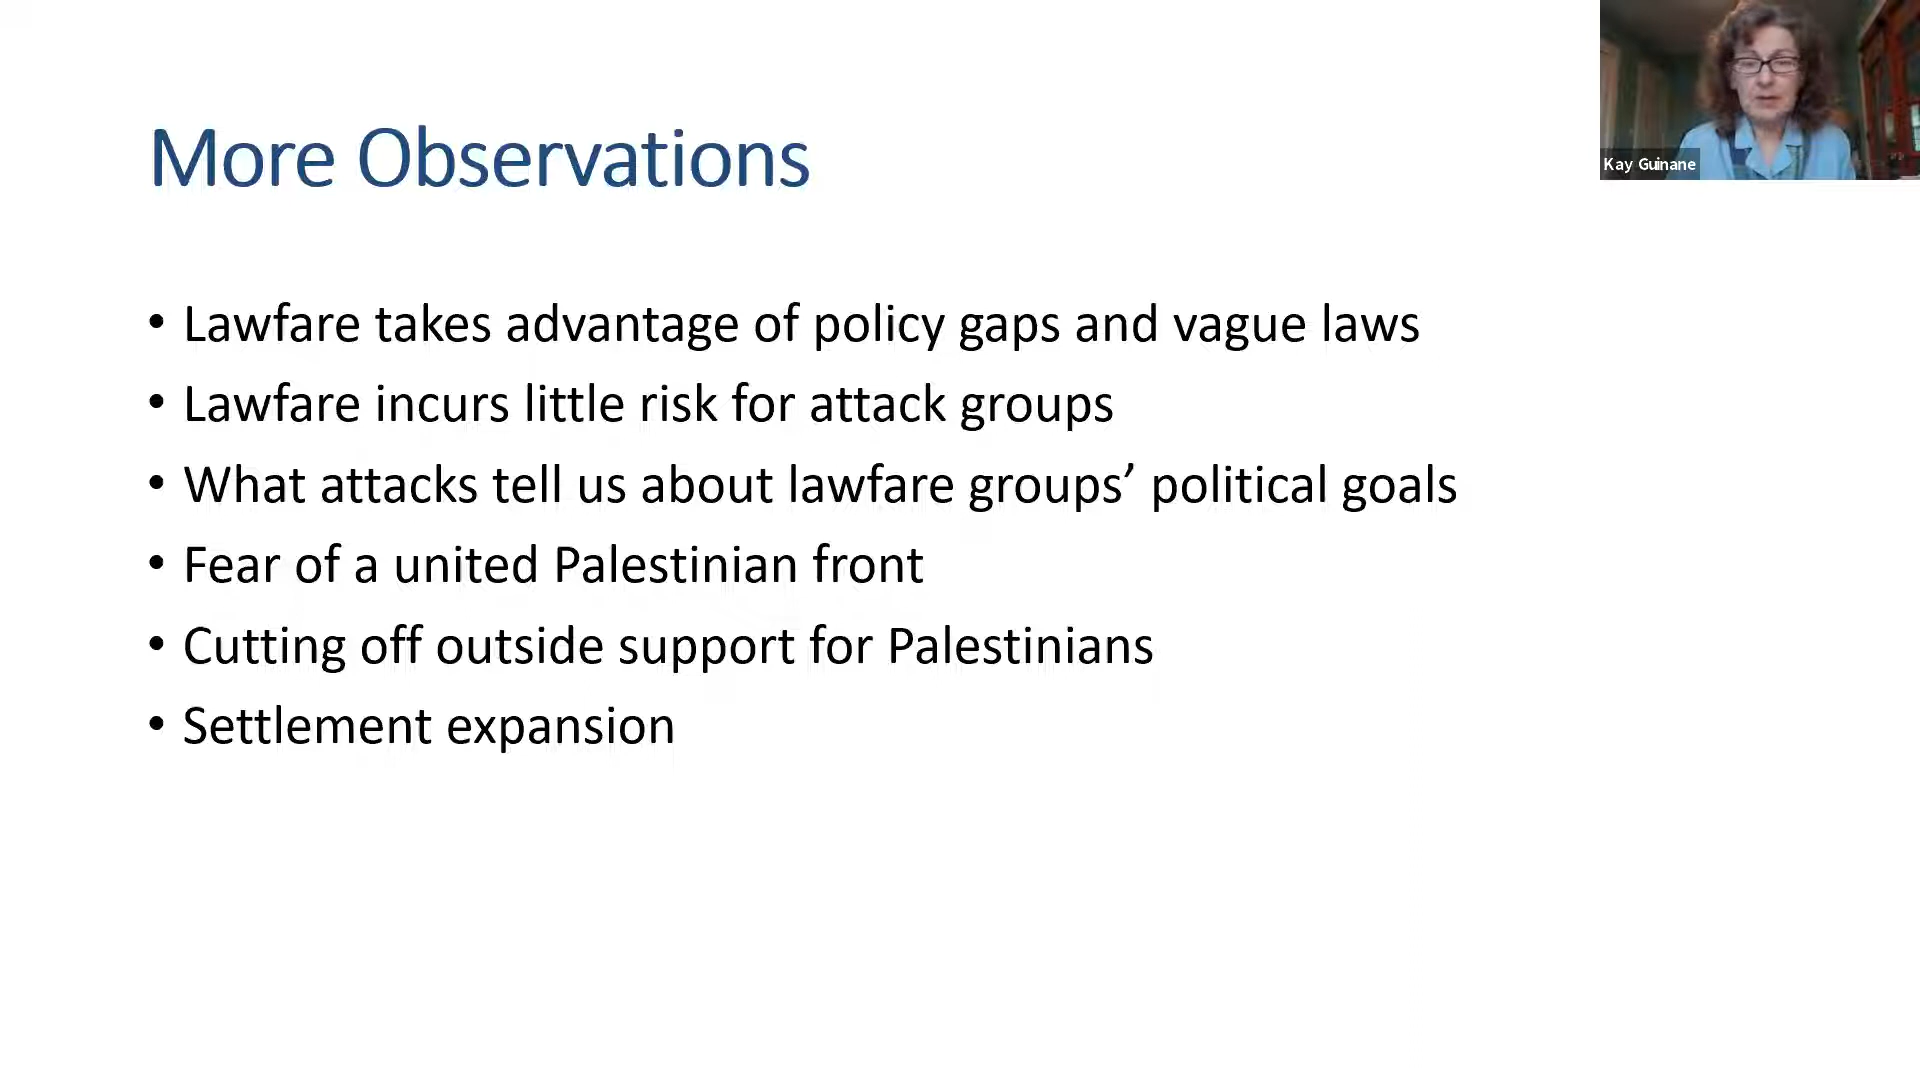 More Observations
Kay Guinane
• Lawfare takes advantage of policy gaps and vague laws
• Lawfare incurs little risk for attack groups
• What attacks tell us about lawfare groups’ political goals
• Fear of a united Palestinian front
• Cutting off outside support for Palestinians
• Settlement expansion